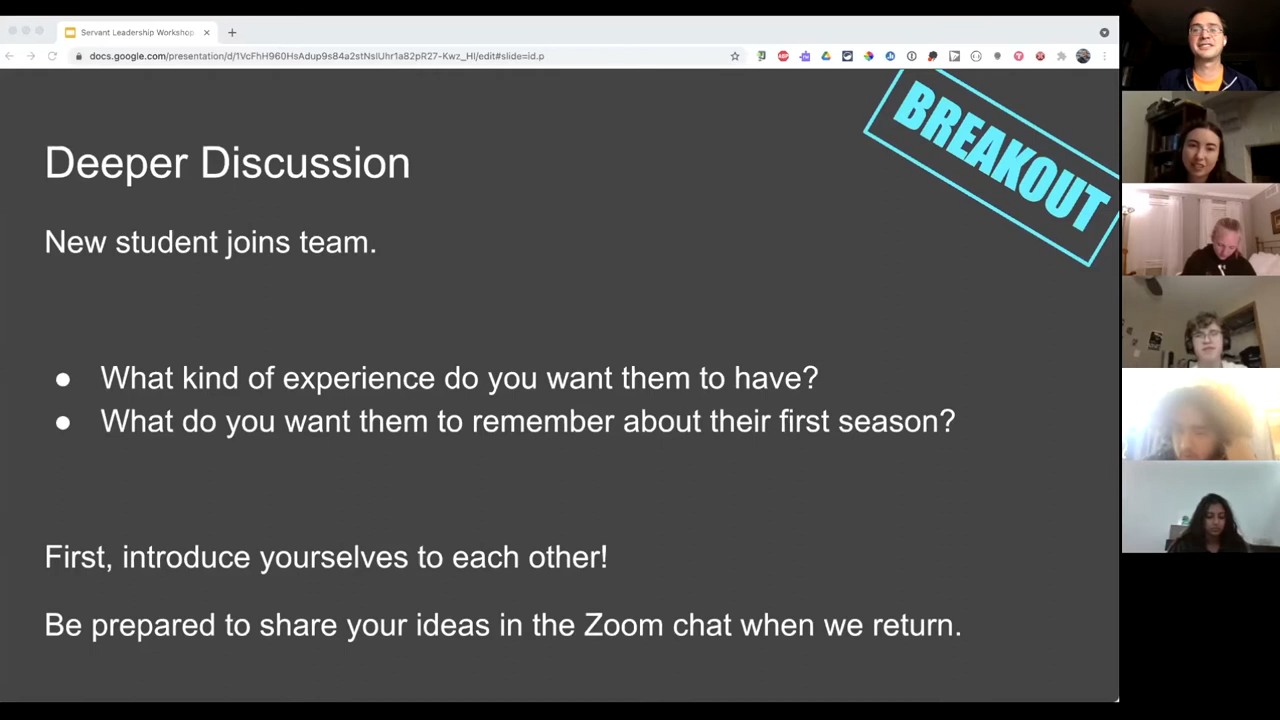 Servant Leadership Workshop
docs.google.com/presentation/d/1VcFhH960HsAdup9s84a2stNslUhr1a82pR27-Kwz_HI/edit#slide=id.p
BREAKOUT
Deeper Discussion
New student joins team.
● What kind of experience do you want them to have?
● What do you want them to remember about their first season?
First, introduce yourselves to each other!
Be prepared to share your ideas in the Zoom chat when we return.